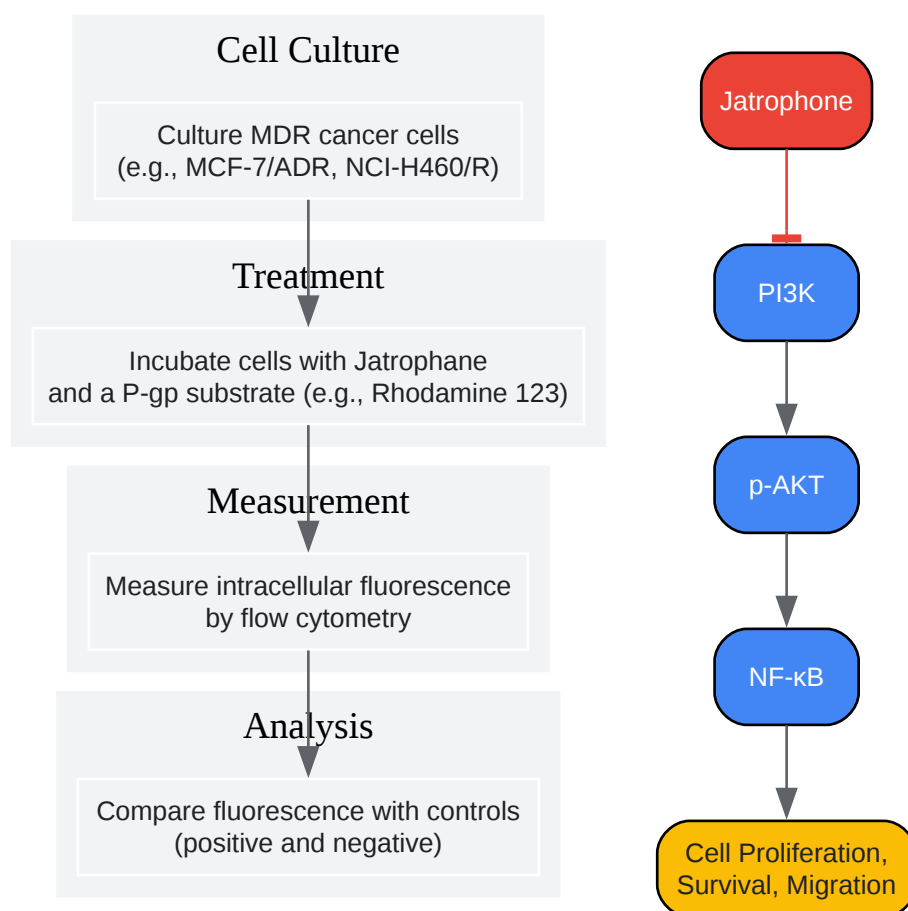 Cell Culture
Culture MDR cancer cells
(e.g., MCF-7/ADR, NCI-H460/R)
Treatment
Incubate cells with Jatrophane
and a P-gp substrate (e.g., Rhodamine 123)
Measurement
Measure intracellular fluorescence
by flow cytometry
Analysis
Compare fluorescence with controls
(positive and negative)
Jatrophone
PI3K
p-AKT
NF-κB
Cell Proliferation,
Survival, Migration